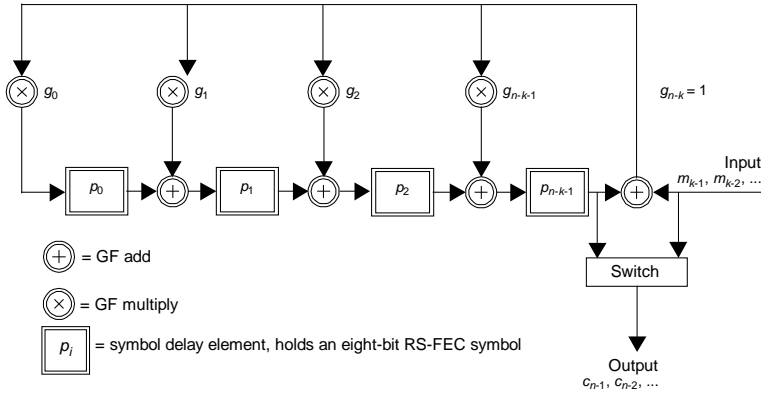 g0 g1 g2 gn-k-1 gn-k = 1
Input
mk-1, mk-2, ...
p0 p1 p2 pn-k-1
= GF add
Switch
= GF multiply
pi = symbol delay element, holds an eight-bit RS-FEC symbol
Output
cn-1, cn-2, ...